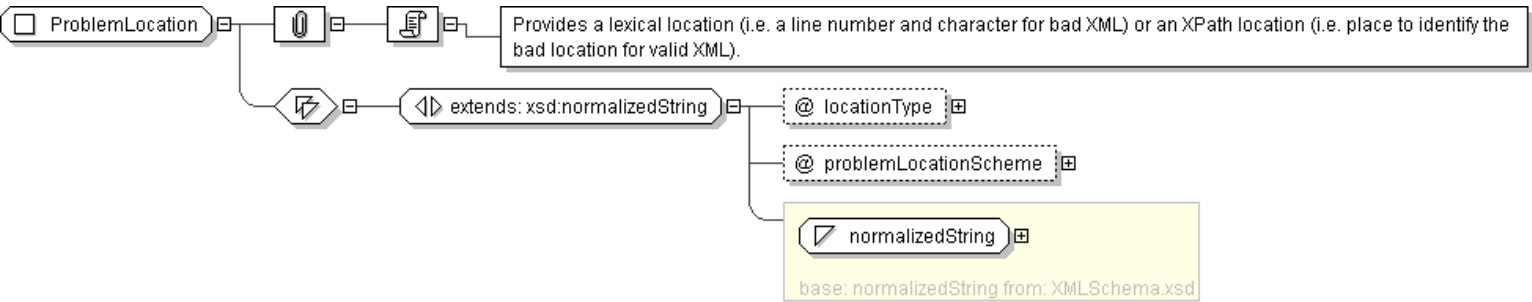 ProblemLocation
Provides a lexical location (i.e. a line number and character for bad XML) or an XPath location (i.e. place to identify the
bad location for valid XML).
extends: xsd:normalizedString
@ locationType
@ problemLocationScheme
normalizedString
base: normalizedString from: XMLSchema.xsd